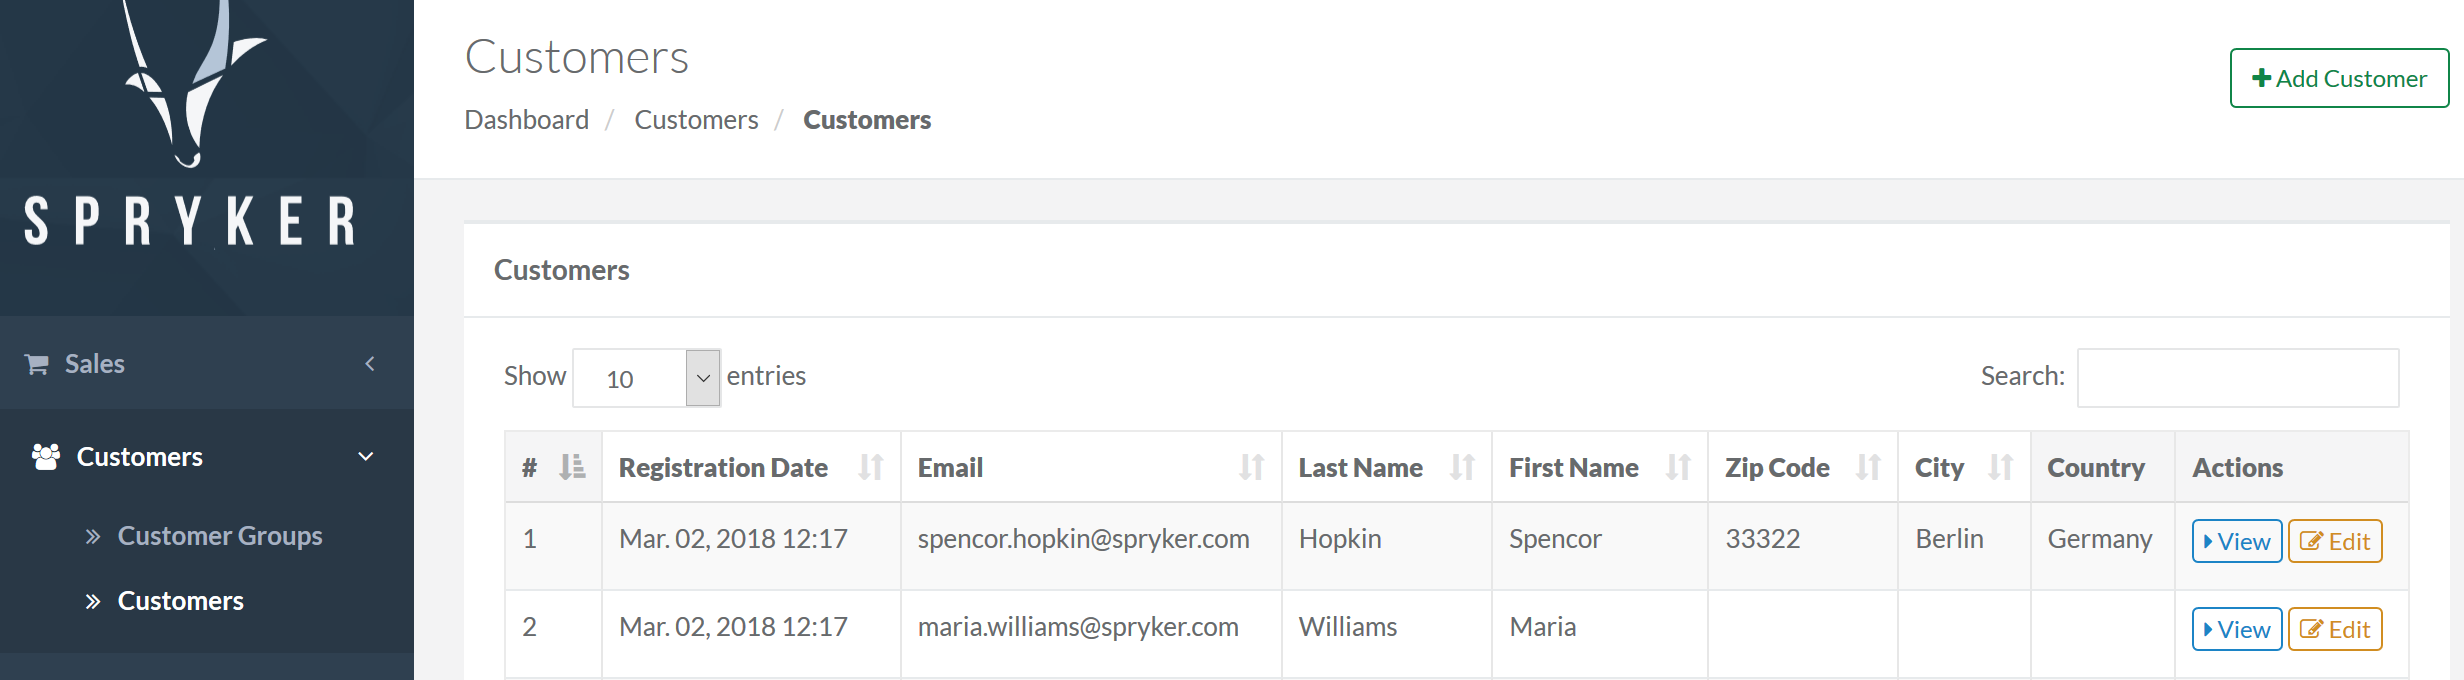 SPRYKER
Sales
Customers
Customer Groups
Customers
Customers
Dashboard / Customers / Customers
Add Customer
Customers
Show 10 entries
Search:
# Registration Date Email Last Name First Name Zip Code City Country Actions
1 Mar. 02, 2018 12:17 spencor.hopkin@spryker.com Hopkin Spencor 33322 Berlin Germany View Edit
2 Mar. 02, 2018 12:17 maria.williams@spryker.com Williams Maria View Edit